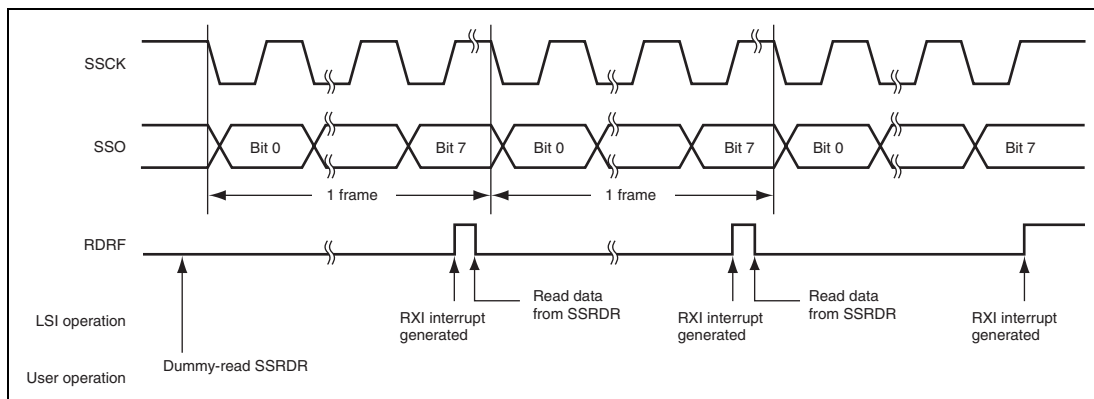 SSCK
SSO
Bit 0
Bit 7
Bit 0
Bit 7
Bit 0
Bit 7
1 frame
1 frame
RDRF
LSI operation
RXI interrupt
generated
Read data
from SSRDR
RXI interrupt
generated
Read data
from SSRDR
RXI interrupt
generated
Dummy-read SSRDR
User operation